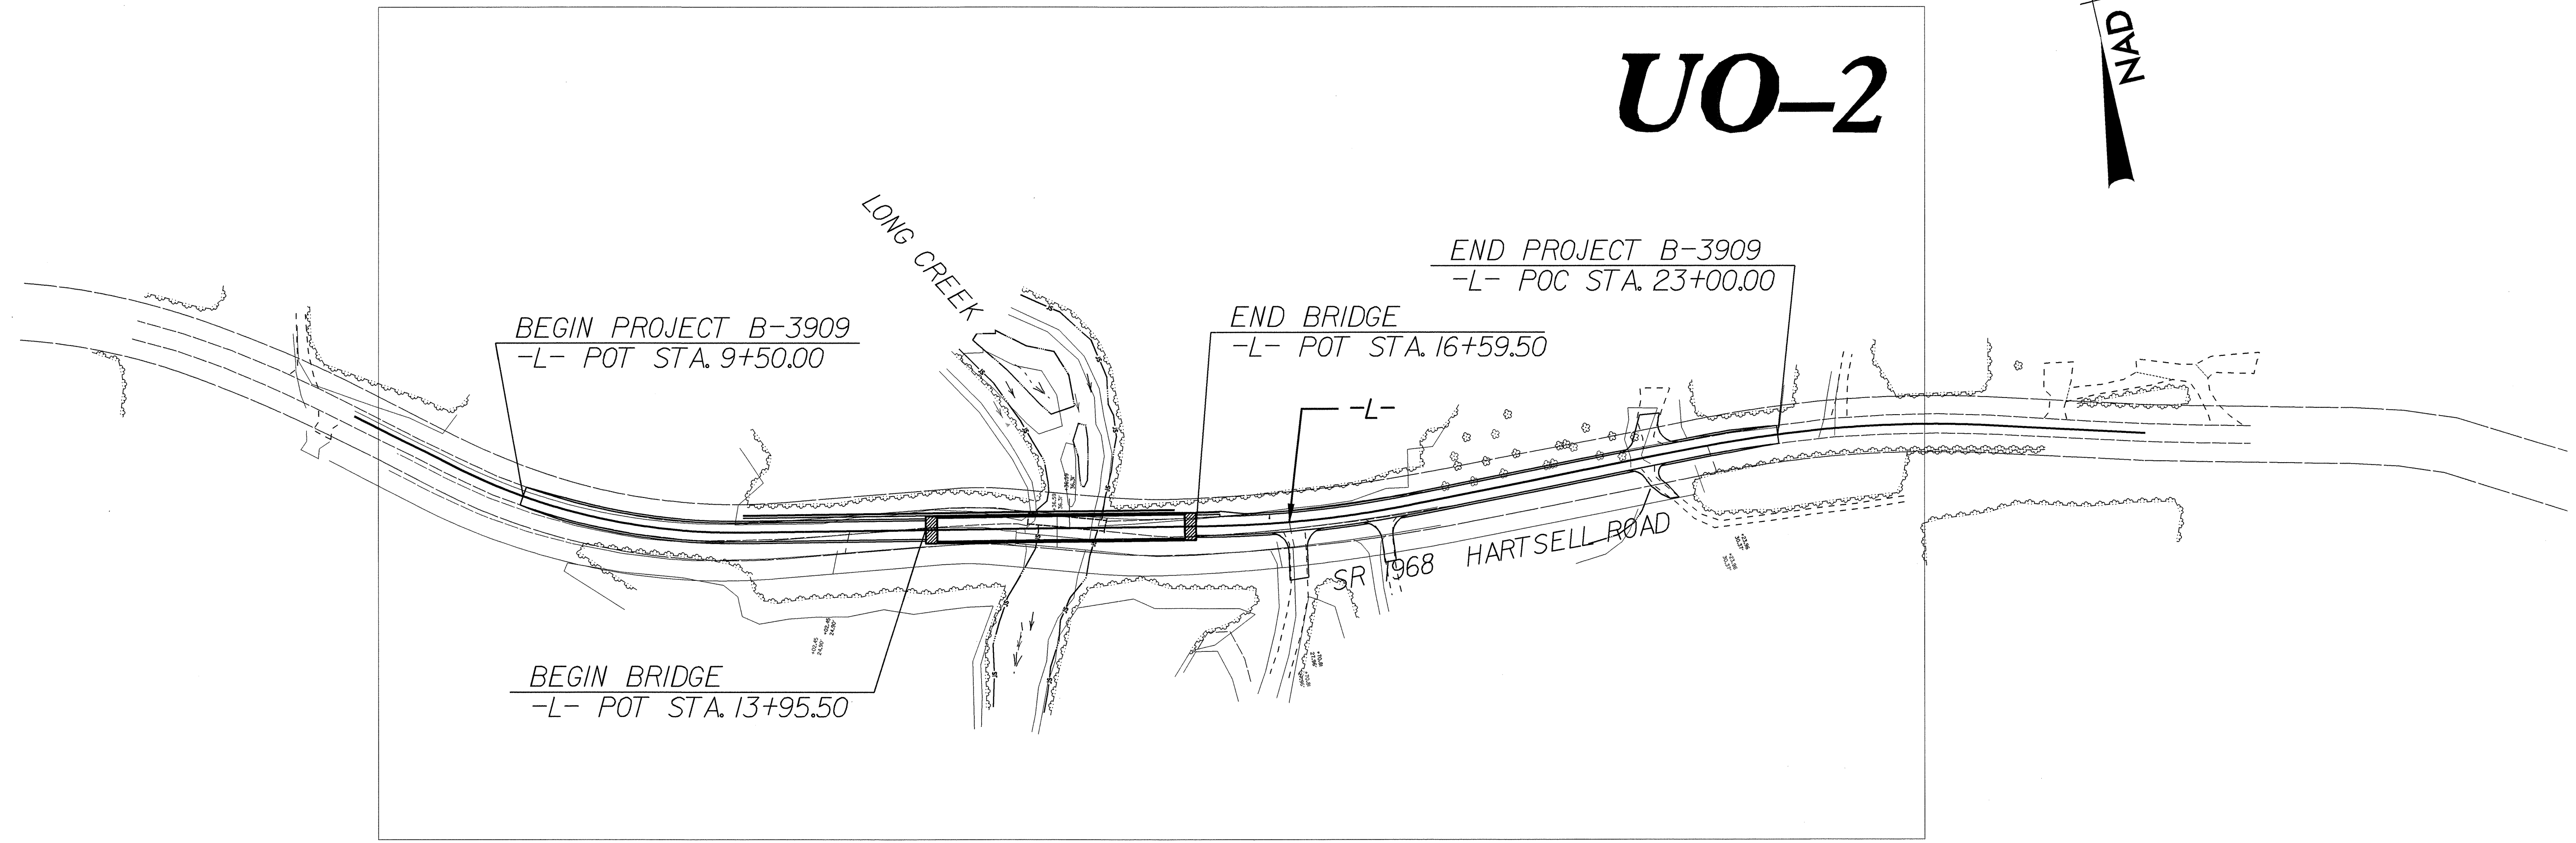 NAD
UO–2
LONG CREEK
END PROJECT B-3909
-L- POC STA. 23+00.00
END BRIDGE
-L- POT STA. 16+59.50
BEGIN PROJECT B-3909
-L- POT STA. 9+50.00
-L-
SR 1968 HARTSELL ROAD
BEGIN BRIDGE
-L- POT STA. 13+95.50